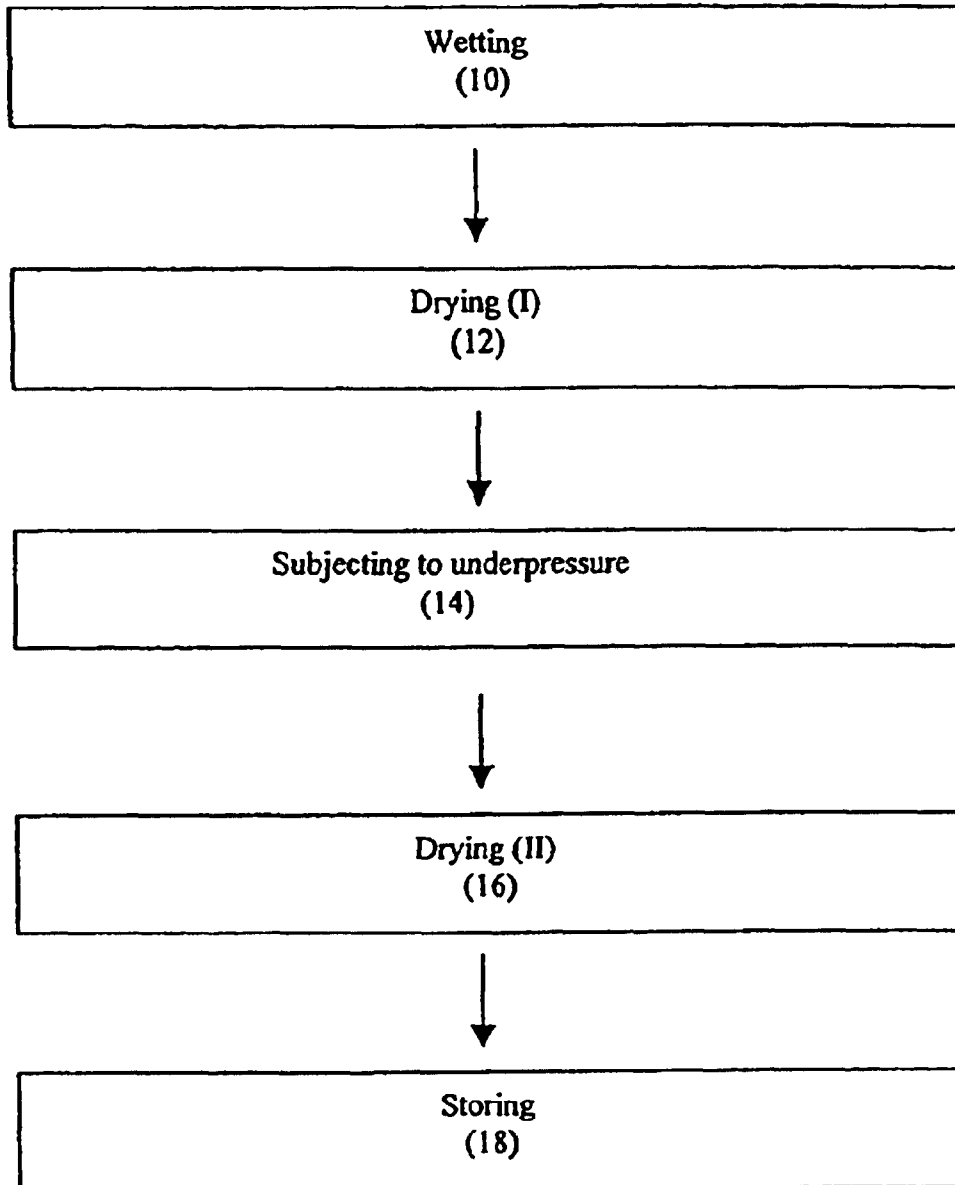 Wetting
(10)
Drying (I)
(12)
Subjecting to underpressure
(14)
Drying (II)
(16)
Storing
(18)